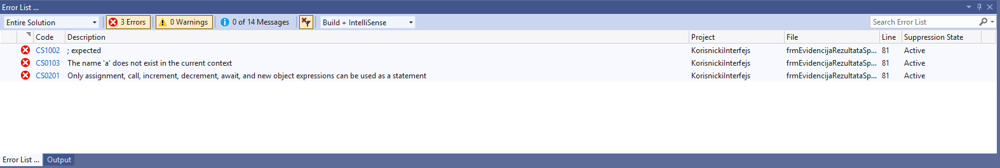 Error List ...
Entire Solution 3 Errors 0 Warnings 0 of 14 Messages Build + IntelliSense Search Error List
Code Description Project File Line Suppression State
CS1002 ; expected KorisnickiInterfejs frmEvidencijaRezultataSp... 81 Active
CS0103 The name 'a' does not exist in the current context KorisnickiInterfejs frmEvidencijaRezultataSp... 81 Active
CS0201 Only assignment, call, increment, decrement, await, and new object expressions can be used as a statement KorisnickiInterfejs frmEvidencijaRezultataSp... 81 Active
Error List ... Output